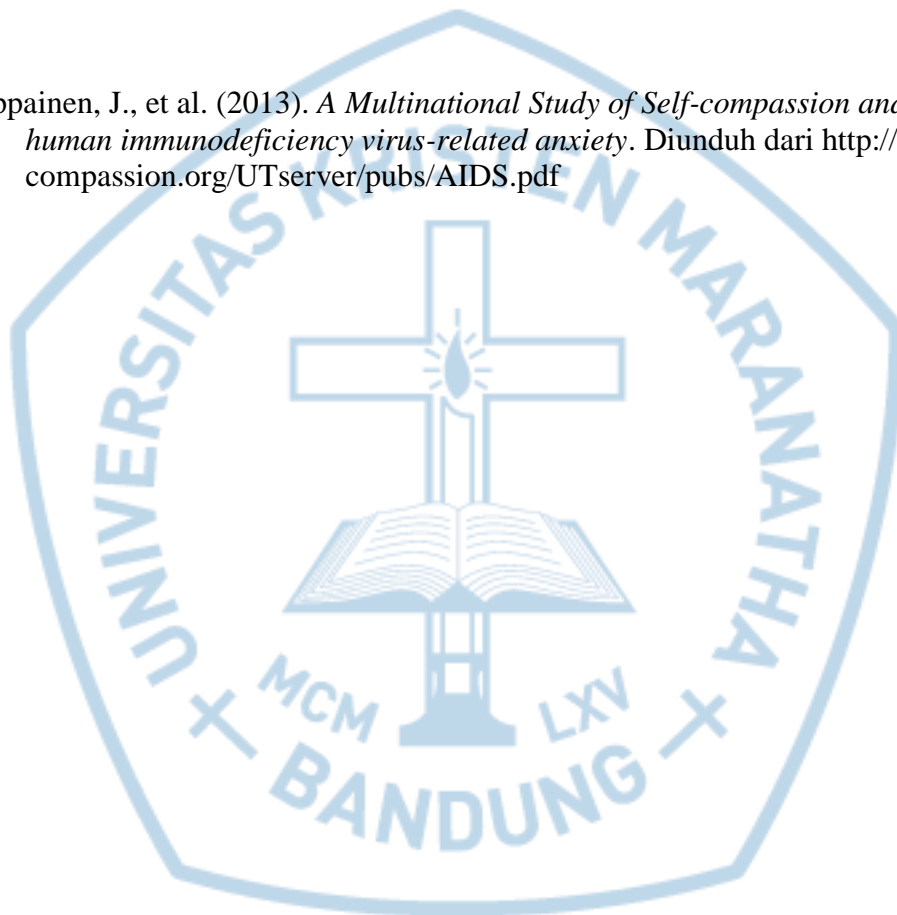 ppainen, J., et al. (2013). A Multinational Study of Self-compassion and
human immunodeficiency virus-related anxiety. Diunduh dari http://
compassion.org/UTserver/pubs/AIDS.pdf
UNIVERSITAS KRISTEN MARANATHA
MCM LXV
BANDUNG